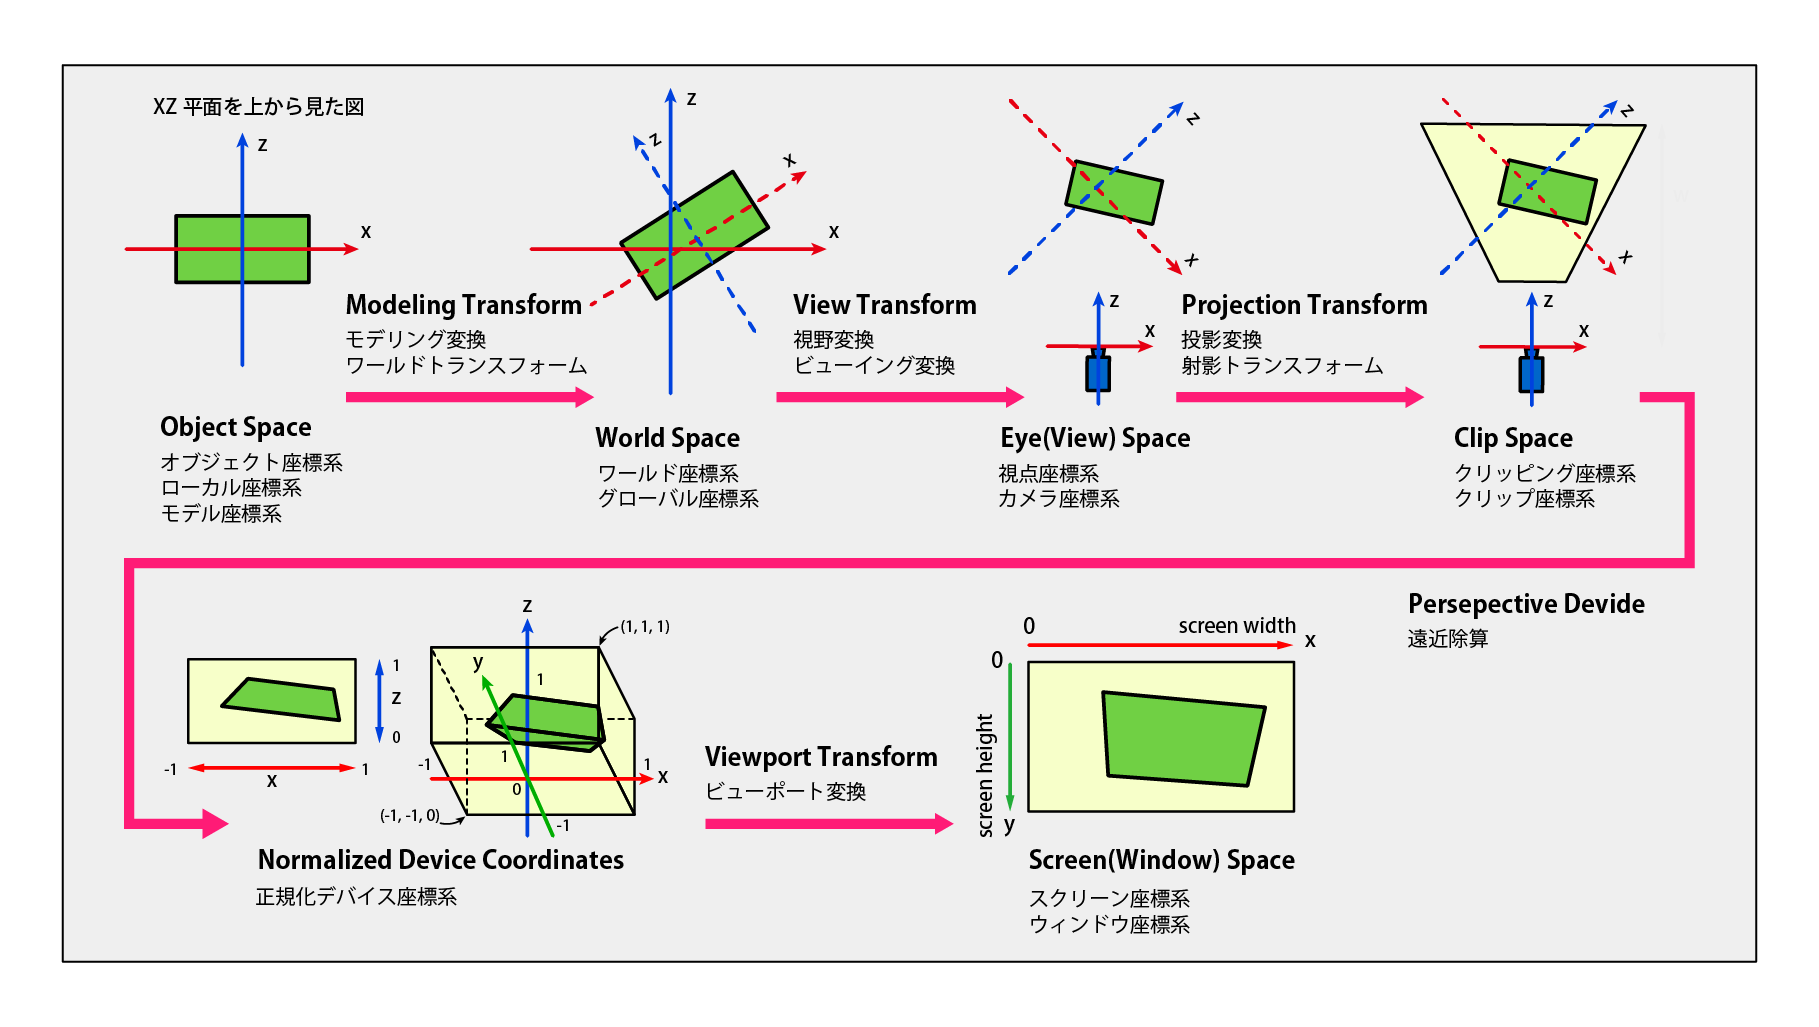 XZ 平面を上から見た図
z
x
Object Space
オブジェクト座標系
ローカル座標系
モデル座標系
Modeling Transform
モデリング変換
ワールドトランスフォーム
z
z
x
x
World Space
ワールド座標系
グローバル座標系
View Transform
視野変換
ビューイング変換
z
x
z
x
Eye(View) Space
視点座標系
カメラ座標系
Projection Transform
投影変換
射影トランスフォーム
z
x
z
x
Clip Space
クリッピング座標系
クリップ座標系
Persepective Devide
遠近除算
1
z
0
-1
x
1
z
(1, 1, 1)
y
1
1
-1
1
x
0
(-1, -1, 0)
-1
Normalized Device Coordinates
正規化デバイス座標系
Viewport Transform
ビューポート変換
0
screen width
x
0
screen height
y
Screen(Window) Space
スクリーン座標系
ウィンドウ座標系